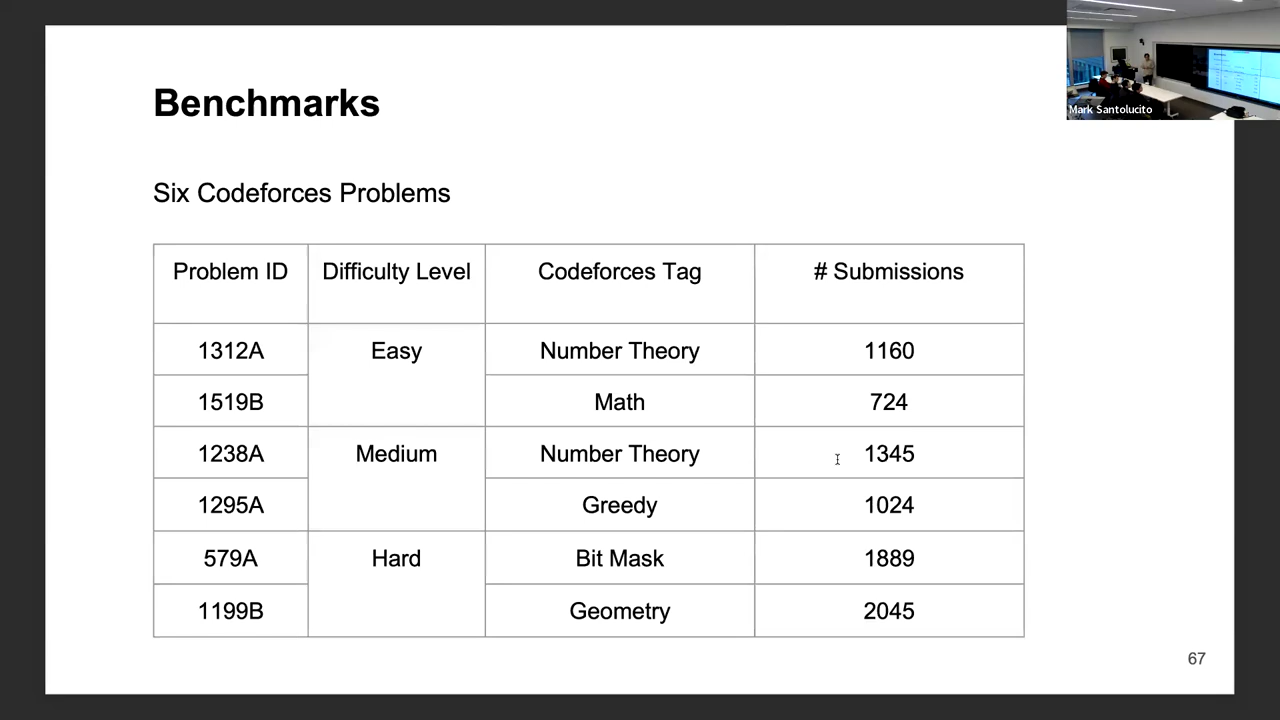 Benchmarks
Mark Santolucito
Six Codeforces Problems
Problem ID Difficulty Level Codeforces Tag # Submissions
1312A Easy Number Theory 1160
1519B Math 724
1238A Medium Number Theory 1345
1295A Greedy 1024
579A Hard Bit Mask 1889
1199B Geometry 2045
67